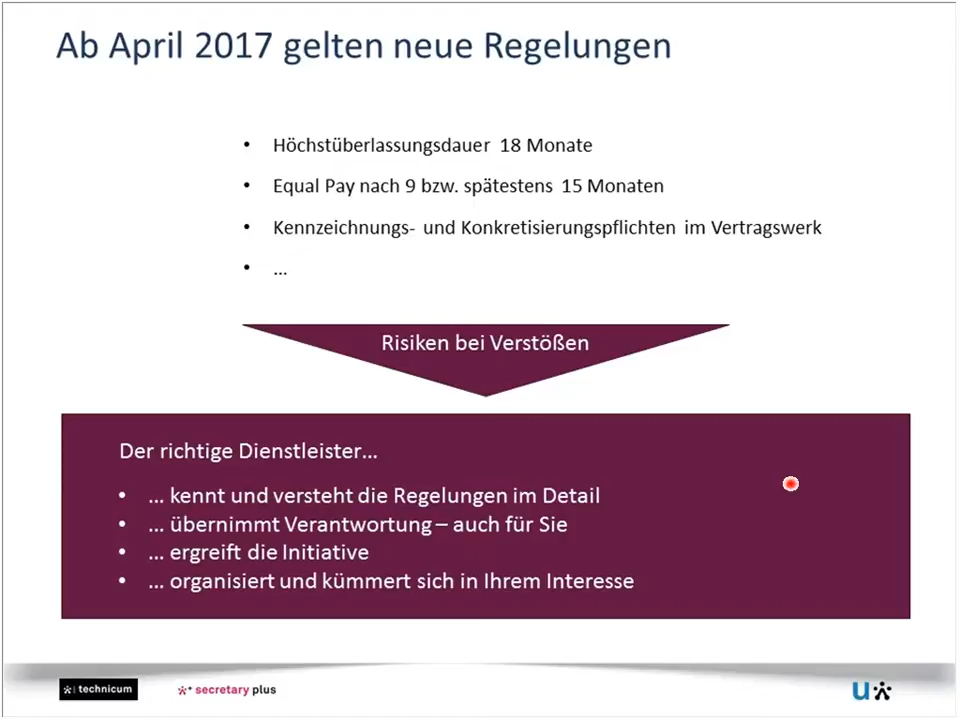 Ab April 2017 gelten neue Regelungen
• Höchstüberlassungsdauer 18 Monate
• Equal Pay nach 9 bzw. spätestens 15 Monaten
• Kennzeichnungs- und Konkretisierungspflichten im Vertragswerk
• ...
Risiken bei Verstößen
Der richtige Dienstleister...
• ... kennt und versteht die Regelungen im Detail
• ... übernimmt Verantwortung – auch für Sie
• ... ergreift die Initiative
• ... organisiert und kümmert sich in Ihrem Interesse
technicum
secretary plus
u